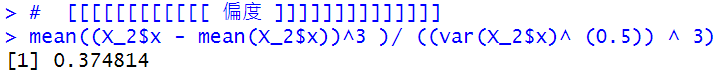 > #  [[[[[[[[[[[[ 偏度 ]]]]]]]]]]]]]]
> mean((X_2$x - mean(X_2$x))^3 )/ ((var(X_2$x)^ (0.5)) ^ 3)
[1] 0.374814